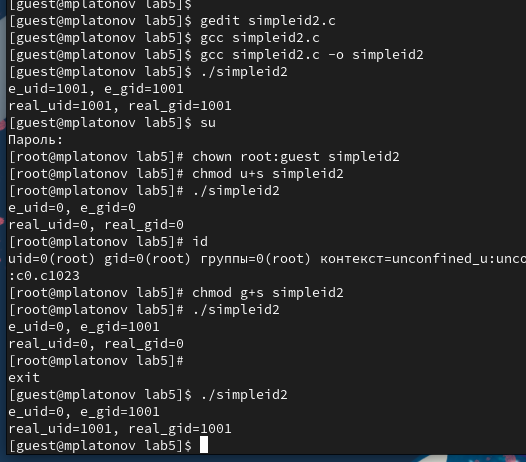 [guest@mplatonov lab5]$
[guest@mplatonov lab5]$ gedit simpleid2.c
[guest@mplatonov lab5]$ gcc simpleid2.c
[guest@mplatonov lab5]$ gcc simpleid2.c -o simpleid2
[guest@mplatonov lab5]$ ./simpleid2
e_uid=1001, e_gid=1001
real_uid=1001, real_gid=1001
[guest@mplatonov lab5]$ su
Пароль:
[root@mplatonov lab5]# chown root:guest simpleid2
[root@mplatonov lab5]# chmod u+s simpleid2
[root@mplatonov lab5]# ./simpleid2
e_uid=0, e_gid=0
real_uid=0, real_gid=0
[root@mplatonov lab5]# id
uid=0(root) gid=0(root) группы=0(root) контекст=unconfined_u:unco
:c0.c1023
[root@mplatonov lab5]# chmod g+s simpleid2
[root@mplatonov lab5]# ./simpleid2
e_uid=0, e_gid=1001
real_uid=0, real_gid=0
[root@mplatonov lab5]#
exit
[guest@mplatonov lab5]$ ./simpleid2
e_uid=0, e_gid=1001
real_uid=1001, real_gid=1001
[guest@mplatonov lab5]$